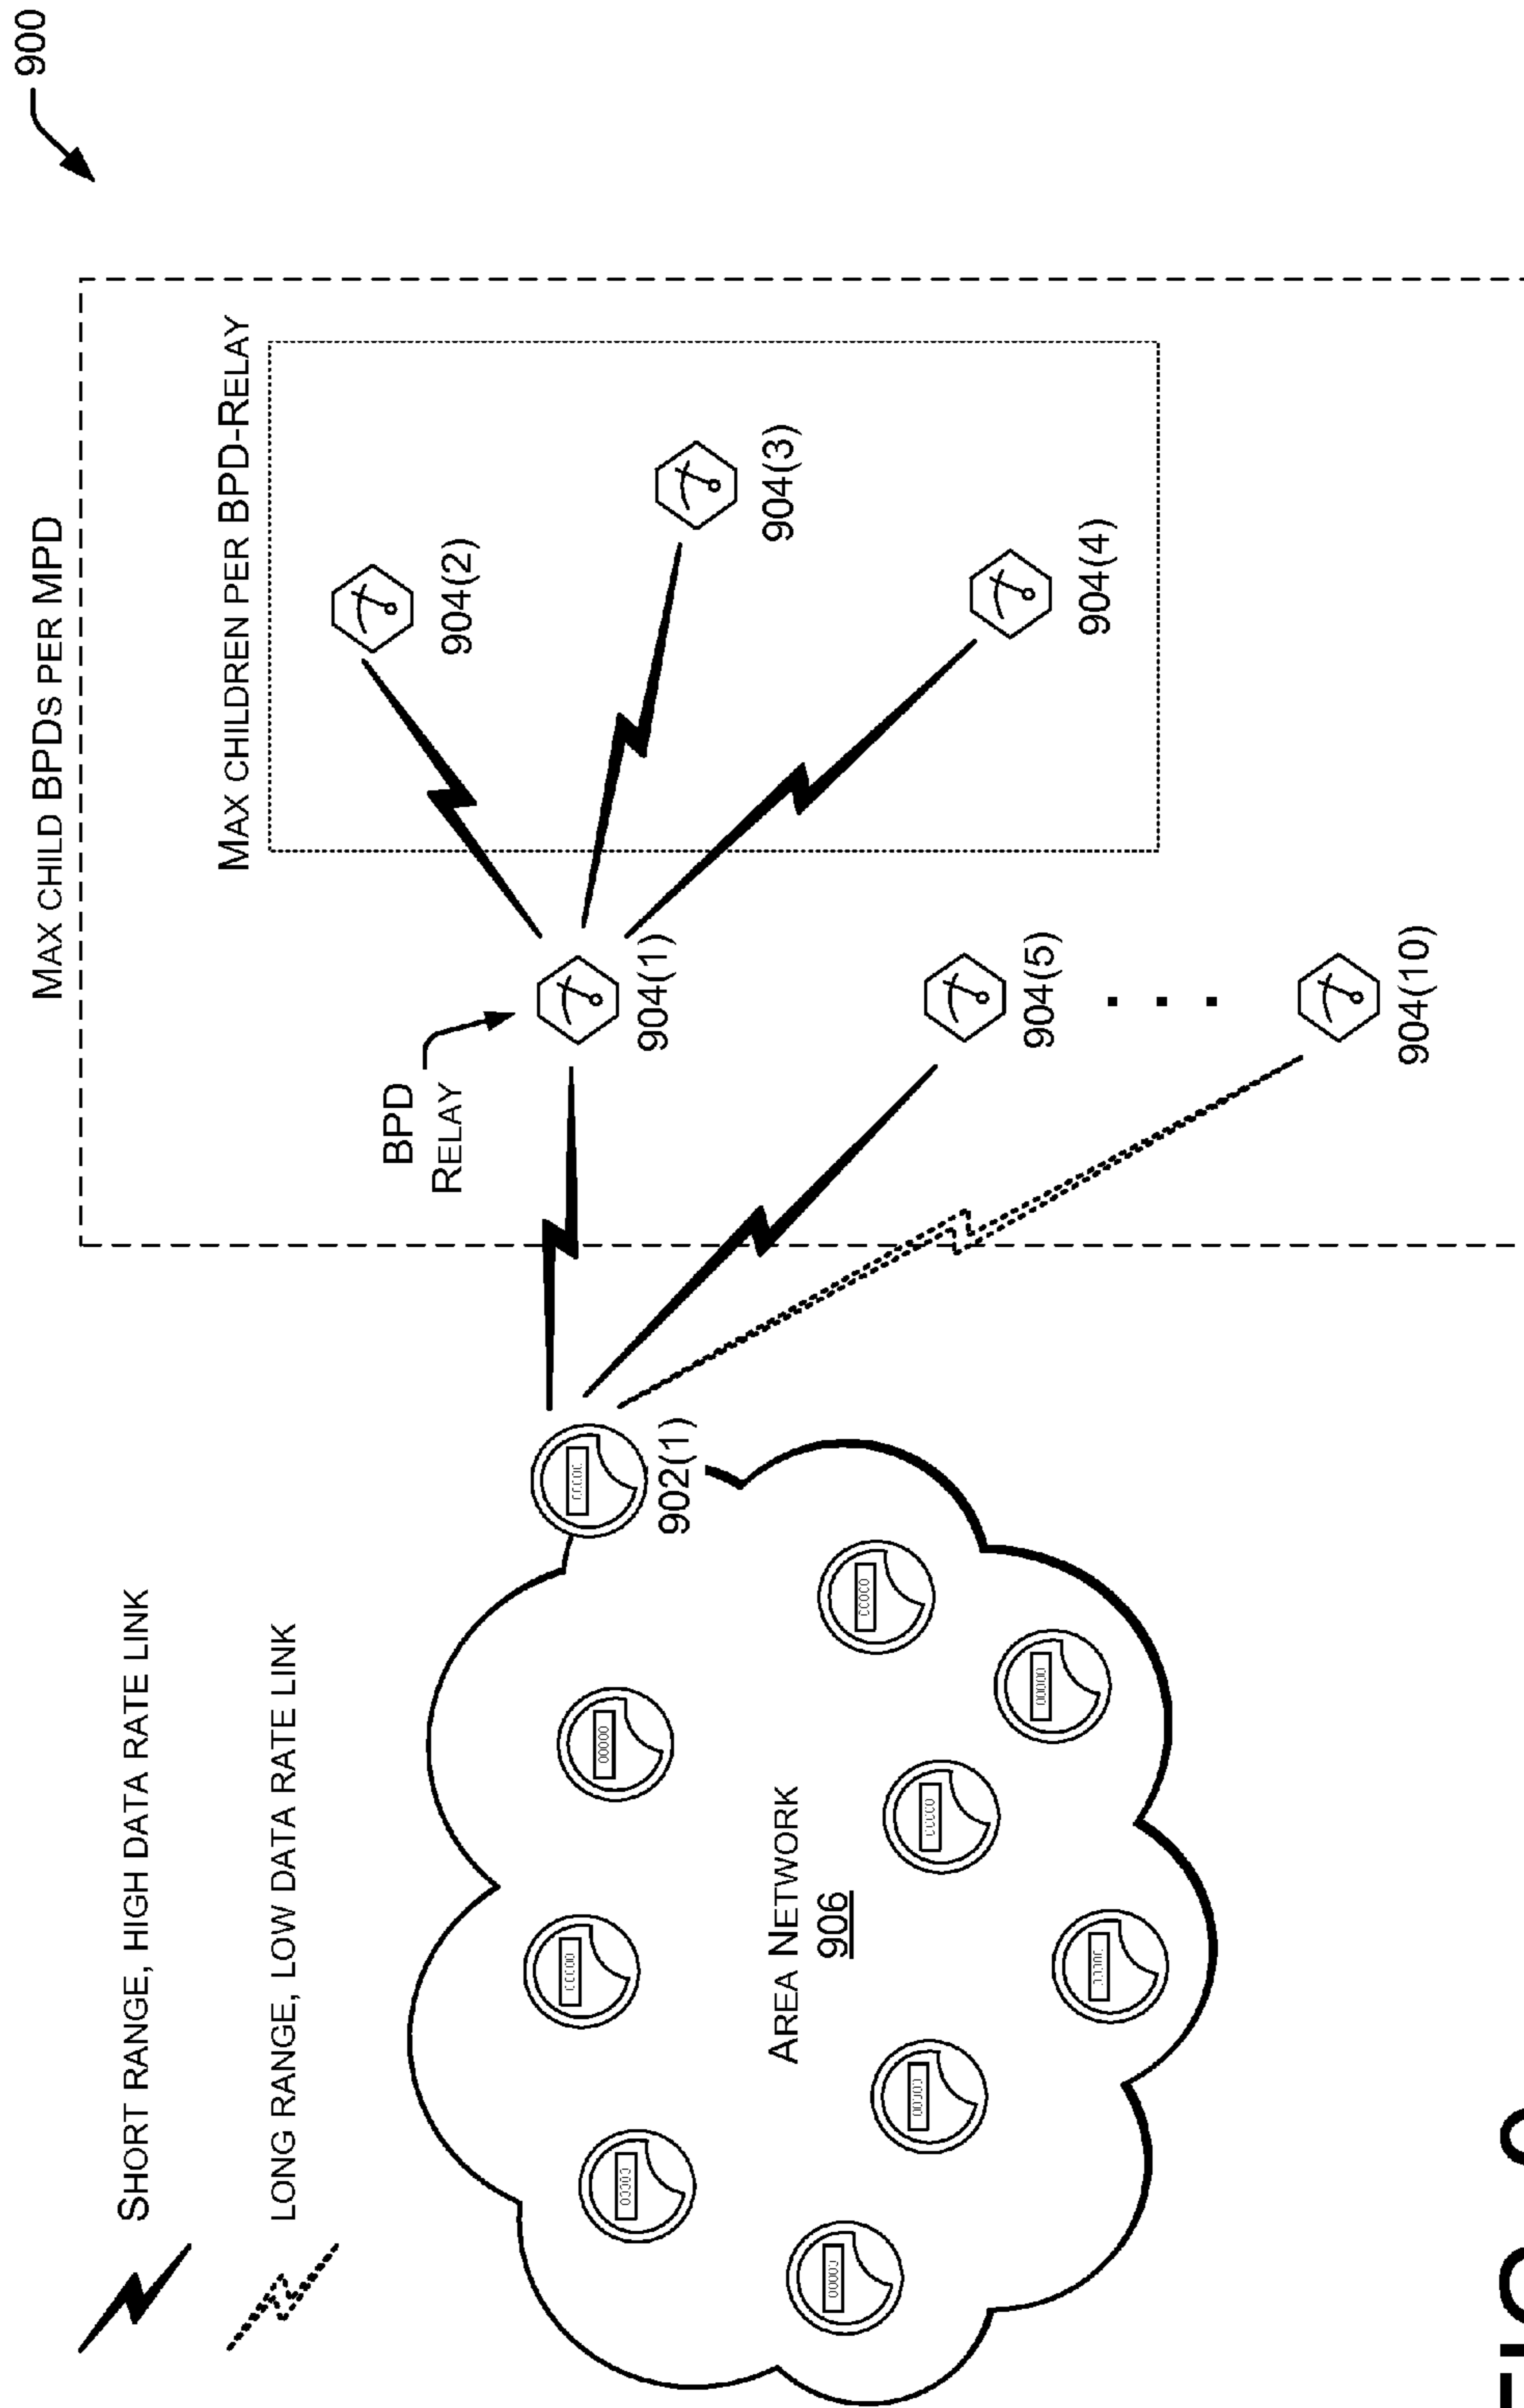 900
MAX CHILD BPDS PER MPD
MAX CHILDREN PER BPD-RELAY
SHORT RANGE, HIGH DATA RATE LINK
LONG RANGE, LOW DATA RATE LINK
904(2)
904(3)
904(4)
BPD
RELAY
904(1)
904(5)
904(10)
902(1)
00000
AREA NETWORK
906